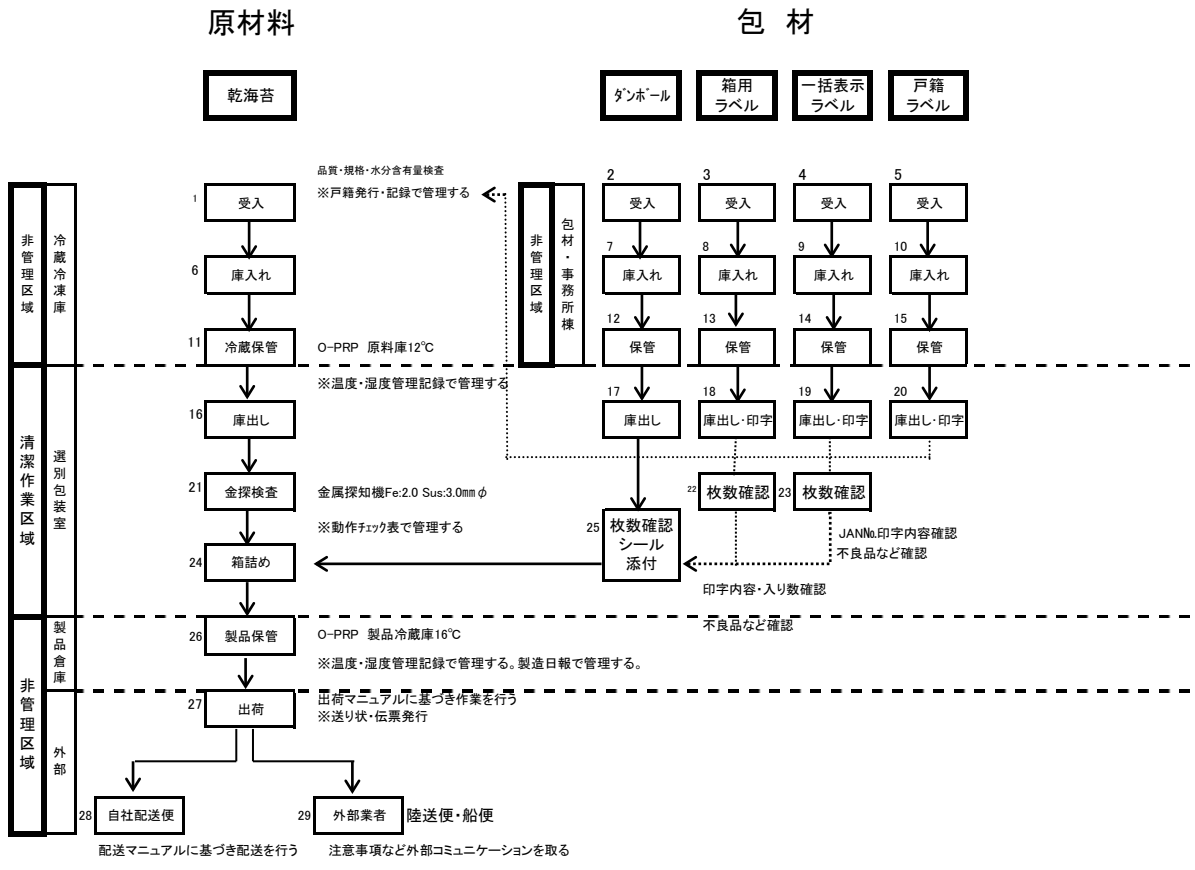 原材料
包 材
乾海苔
ﾀﾞﾝﾎﾞｰﾙ
箱用
ラベル
一括表示
ラベル
戸籍
ラベル
非管理区域
冷蔵冷凍庫
品質・規格・水分含有量検査
1
受入
※戸籍発行・記録で管理する
非管理区域
包材・事務所棟
2
受入
3
受入
4
受入
5
受入
6
庫入れ
7
庫入れ
8
庫入れ
9
庫入れ
10
庫入れ
11
冷蔵保管
O-PRP 原料庫12℃
12
保管
13
保管
14
保管
15
保管
※温度・湿度管理記録で管理する
清潔作業区域
選別包装室
16
庫出し
17
庫出し
18
庫出し・印字
19
庫出し・印字
20
庫出し・印字
21
金探検査
金属探知機Fe:2.0 Sus:3.0㎜φ
22
枚数確認
23
枚数確認
※動作ﾁｪｯｸ表で管理する
25
枚数確認
シール
添付
JAN№印字内容確認
不良品など確認
24
箱詰め
印字内容・入り数確認
不良品など確認
製品倉庫
26
製品保管
O-PRP 製品冷蔵庫16℃
※温度・湿度管理記録で管理する。製造日報で管理する。
非管理区域
外部
27
出荷
出荷マニュアルに基づき作業を行う
※送り状・伝票発行
28
自社配送便
29
外部業者
陸送便・船便
配送マニュアルに基づき配送を行う
注意事項など外部コミュニケーションを取る